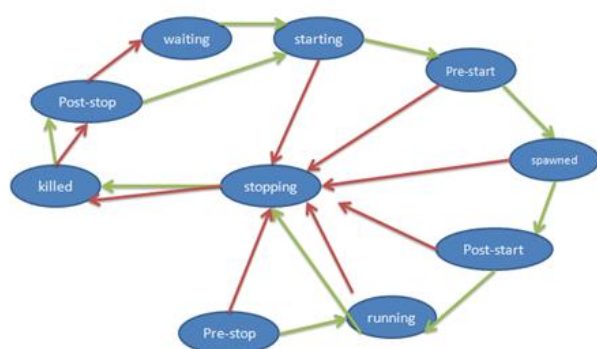 waiting
starting
Pre-start
Post-stop
spawned
killed
stopping
Post-start
running
Pre-stop